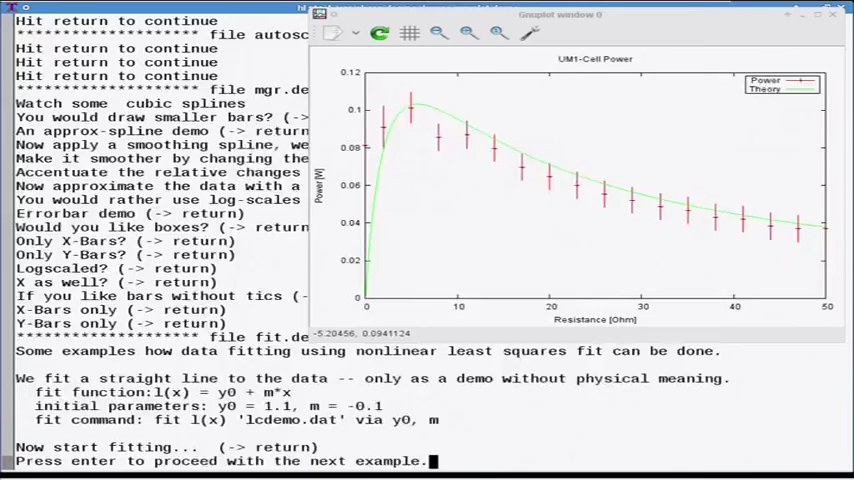 Hit return to continue
******************* file autosc
Hit return to continue
Hit return to continue
Hit return to continue
******************* file mgr.de
Watch some  cubic splines
You would draw smaller bars? (->
An approx-spline demo (-> return
Now apply a smoothing spline, we
Make it smoother by changing the
Accentuate the relative changes
Now approximate the data with a
You would rather use log-scales
Errorbar demo (-> return)
Would you like boxes? (-> return)
Only X-Bars? (-> return)
Only Y-Bars? (-> return)
Logscaled? (-> return)
X as well? (-> return)
If you like bars without tics (-
X-Bars only (-> return)
Y-Bars only (-> return)
******************* file fit.de
Some examples how data fitting using nonlinear least squares fit can be done.
We fit a straight line to the data -- only as a demo without physical meaning.
fit function:l(x) = y0 + m*x
initial parameters: y0 = 1.1, m = -0.1
fit command: fit l(x) 'lcdemo.dat' via y0, m
Now start fitting...  (-> return)
Press enter to proceed with the next example.
Gnuplot window 0
UM1-Cell Power
Power
Theory
0.12
0.1
0.08
0.06
0.04
0.02
0
Power [W]
0 10 20 30 40 50
Resistance [Ohm]
-5.20456, 0.0941124